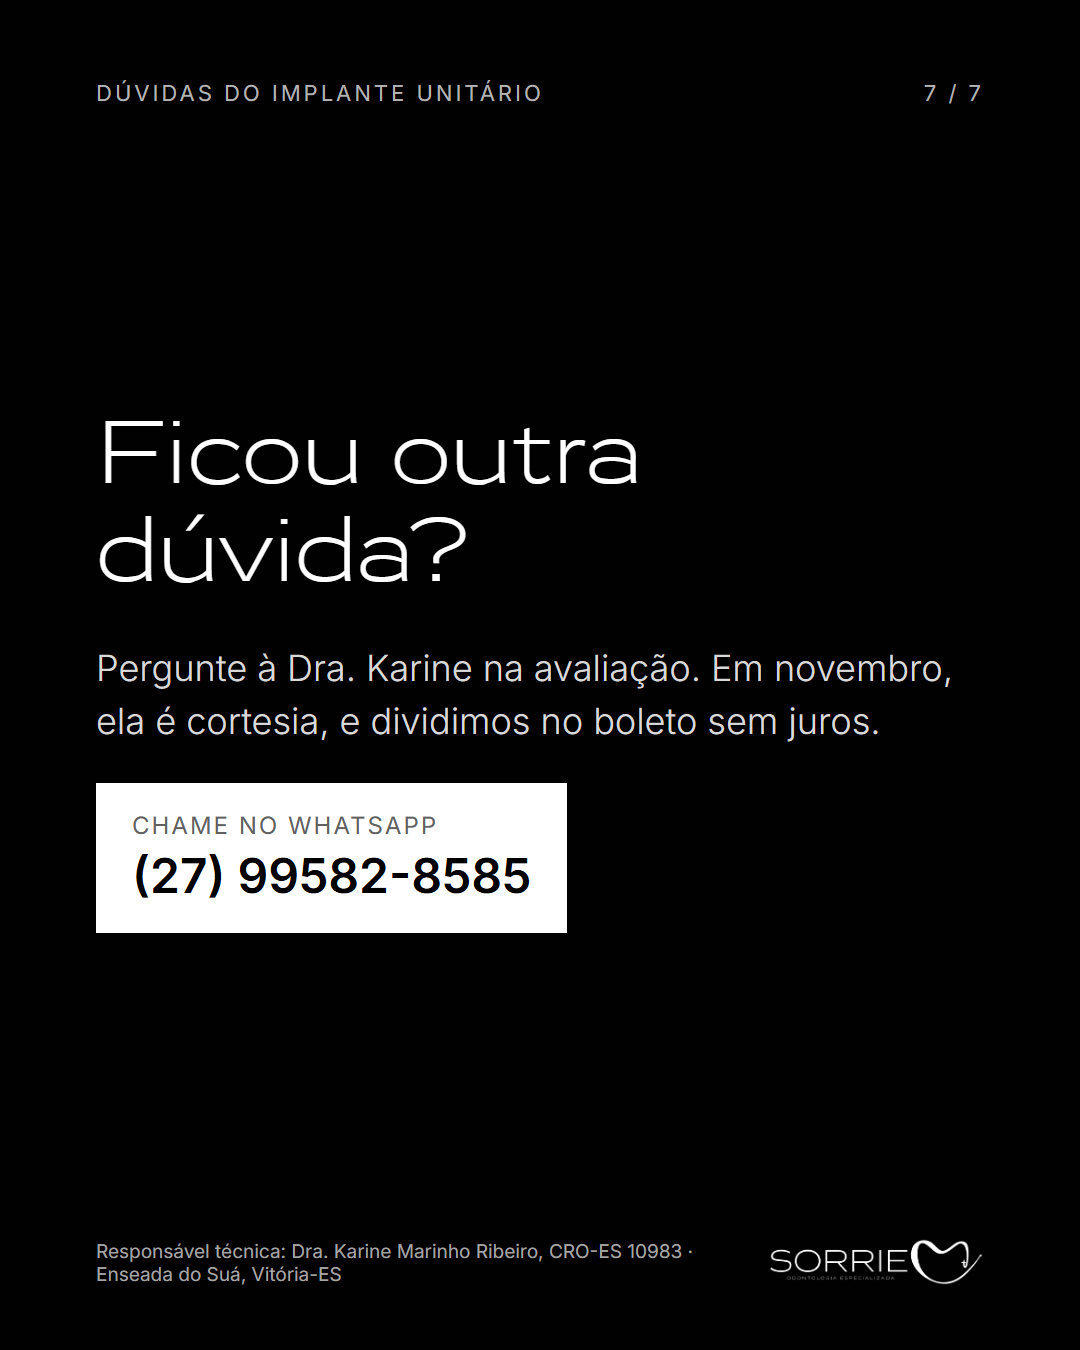 DÚVIDAS DO IMPLANTE UNITÁRIO
7 / 7
Ficou outra
dúvida?
Pergunte à Dra. Karine na avaliação. Em novembro,
ela é cortesia, e dividimos no boleto sem juros.
CHAME NO WHATSAPP
(27) 99582-8585
Responsável técnica: Dra. Karine Marinho Ribeiro, CRO-ES 10983 ·
Enseada do Suá, Vitória-ES
SORRIE
ODONTOLOGIA ESPECIALIZADA